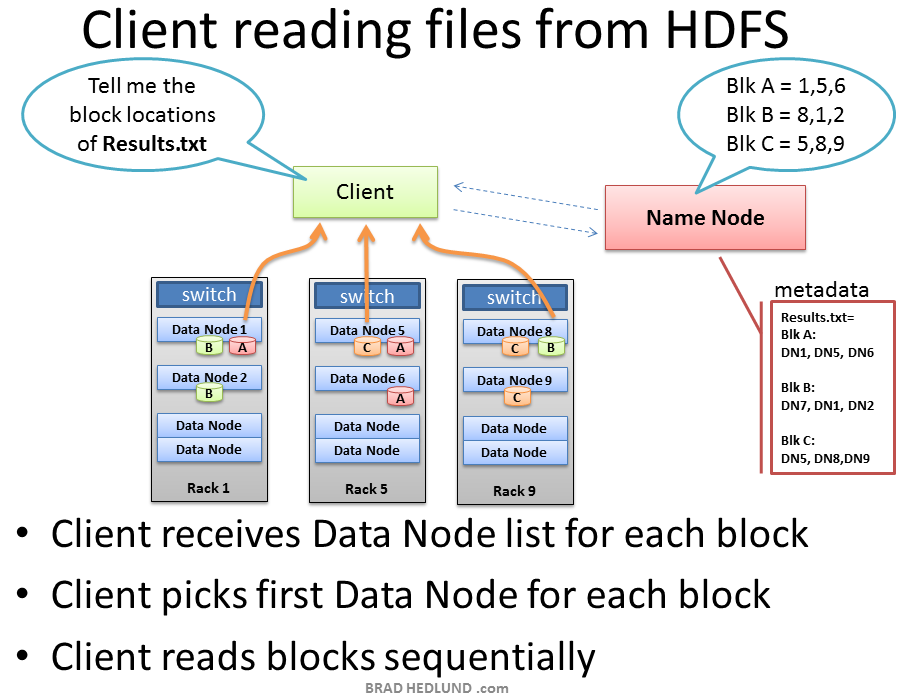 Client reading files from HDFS
Tell me the
block locations
of Results.txt
Blk A = 1,5,6
Blk B = 8,1,2
Blk C = 5,8,9
Client
Name Node
switch
Data Node 1
B
A
Data Node 2
B
Data Node
Data Node
Rack 1
switch
Data Node 5
C
A
Data Node 6
A
Data Node
Data Node
Rack 5
switch
Data Node 8
C
B
Data Node 9
C
Data Node
Data Node
Rack 9
metadata
Results.txt=
Blk A:
DN1, DN5, DN6
Blk B:
DN7, DN1, DN2
Blk C:
DN5, DN8,DN9
• Client receives Data Node list for each block
• Client picks first Data Node for each block
• Client reads blocks sequentially
BRAD HEDLUND .com